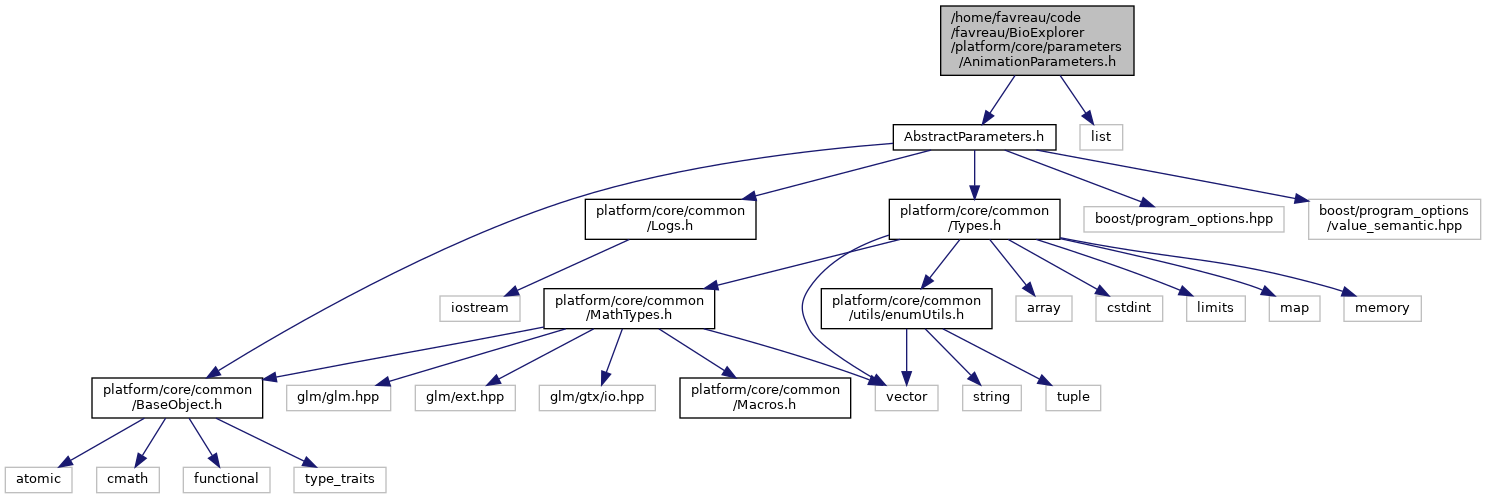 /home/favreau/code
/favreau/BioExplorer
/platform/core/parameters
/AnimationParameters.h
AbstractParameters.h
list
platform/core/common
/Logs.h
platform/core/common
/Types.h
boost/program_options.hpp
boost/program_options
/value_semantic.hpp
iostream
platform/core/common
/MathTypes.h
platform/core/common
/utils/enumUtils.h
array
cstdint
limits
map
memory
platform/core/common
/BaseObject.h
glm/glm.hpp
glm/ext.hpp
glm/gtx/io.hpp
platform/core/common
/Macros.h
vector
string
tuple
atomic
cmath
functional
type_traits